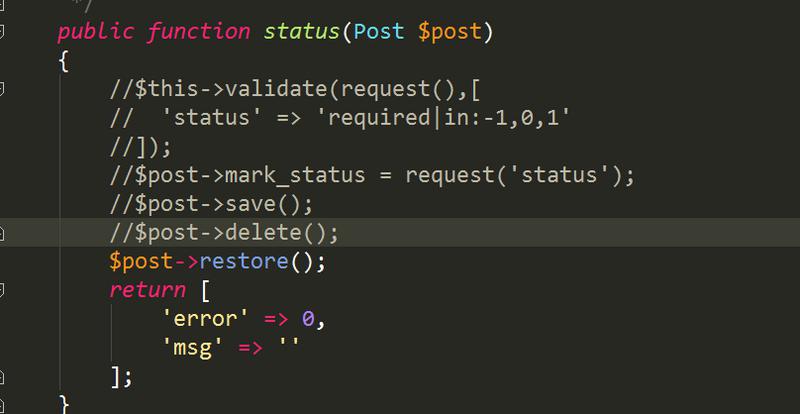 */
public function status(Post $post)
{
//$this->validate(request(),[
//  'status' => 'required|in:-1,0,1'
//]);
//$post->mark_status = request('status');
//$post->save();
//$post->delete();
$post->restore();
return [
'error' => 0,
'msg' => ''
];
}